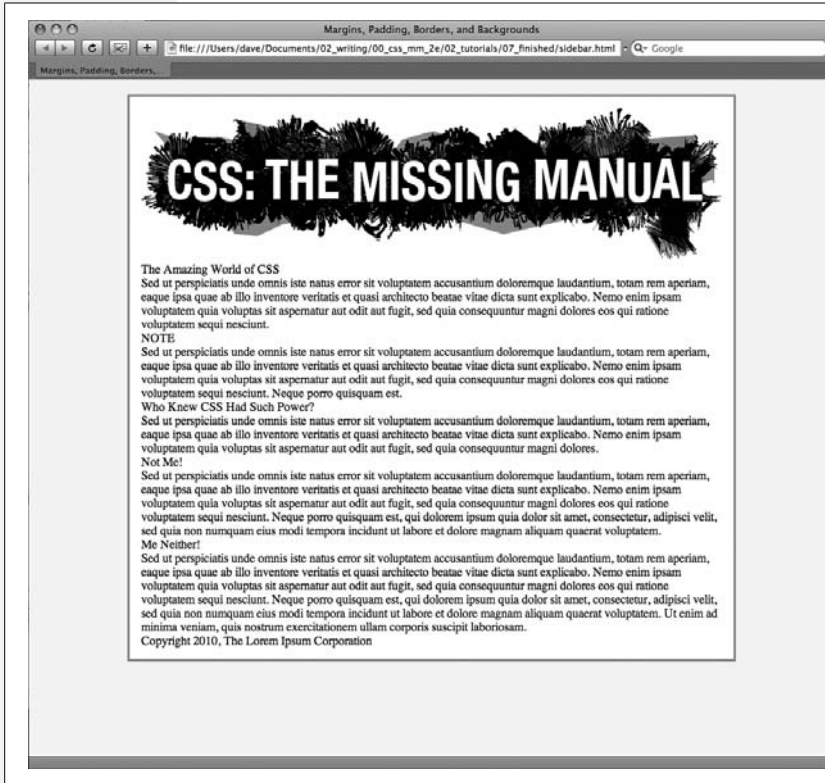 Margins, Padding, Borders, and Backgrounds
file:///Users/dave/Documents/02_writing/00_css_mm_2e/02_tutorials/07_finished/sidebar.html
Google
Margins, Padding, Borders,...
CSS: THE MISSING MANUAL
The Amazing World of CSS
Sed ut perspiciatis unde omnis iste natus error sit voluptatem accusantium doloremque laudantium, totam rem aperiam,
eaque ipsa quae ab illo inventore veritatis et quasi architecto beatae vitae dicta sunt explicabo. Nemo enim ipsam
voluptatem quia voluptas sit aspernatur aut odit aut fugit, sed quia consequuntur magni dolores eos qui ratione
voluptatem sequi nesciunt.
NOTE
Sed ut perspiciatis unde omnis iste natus error sit voluptatem accusantium doloremque laudantium, totam rem aperiam,
eaque ipsa quae ab illo inventore veritatis et quasi architecto beatae vitae dicta sunt explicabo. Nemo enim ipsam
voluptatem quia voluptas sit aspernatur aut odit aut fugit, sed quia consequuntur magni dolores eos qui ratione
voluptatem sequi nesciunt. Neque porro quisquam est.
Who Knew CSS Had Such Power?
Sed ut perspiciatis unde omnis iste natus error sit voluptatem accusantium doloremque laudantium, totam rem aperiam,
eaque ipsa quae ab illo inventore veritatis et quasi architecto beatae vitae dicta sunt explicabo. Nemo enim ipsam
voluptatem quia voluptas sit aspernatur aut odit aut fugit, sed quia consequuntur magni dolores.
Not Me!
Sed ut perspiciatis unde omnis iste natus error sit voluptatem accusantium doloremque laudantium, totam rem aperiam,
eaque ipsa quae ab illo inventore veritatis et quasi architecto beatae vitae dicta sunt explicabo. Nemo enim ipsam
voluptatem quia voluptas sit aspernatur aut odit aut fugit, sed quia consequuntur magni dolores eos qui ratione
voluptatem sequi nesciunt. Neque porro quisquam est, qui dolorem ipsum quia dolor sit amet, consectetur, adipisci velit,
sed quia non numquam eius modi tempora incidunt ut labore et dolore magnam aliquam quaerat voluptatem.
Me Neither!
Sed ut perspiciatis unde omnis iste natus error sit voluptatem accusantium doloremque laudantium, totam rem aperiam,
eaque ipsa quae ab illo inventore veritatis et quasi architecto beatae vitae dicta sunt explicabo. Nemo enim ipsam
voluptatem quia voluptas sit aspernatur aut odit aut fugit, sed quia consequuntur magni dolores eos qui ratione
voluptatem sequi nesciunt. Neque porro quisquam est, qui dolorem ipsum quia dolor sit amet, consectetur, adipisci velit,
sed quia non numquam eius modi tempora incidunt ut labore et dolore magnam aliquam quaerat voluptatem. Ut enim ad
minima veniam, quis nostrum exercitationem ullam corporis suscipit laboriosam.
Copyright 2010, The Lorem Ipsum Corporation